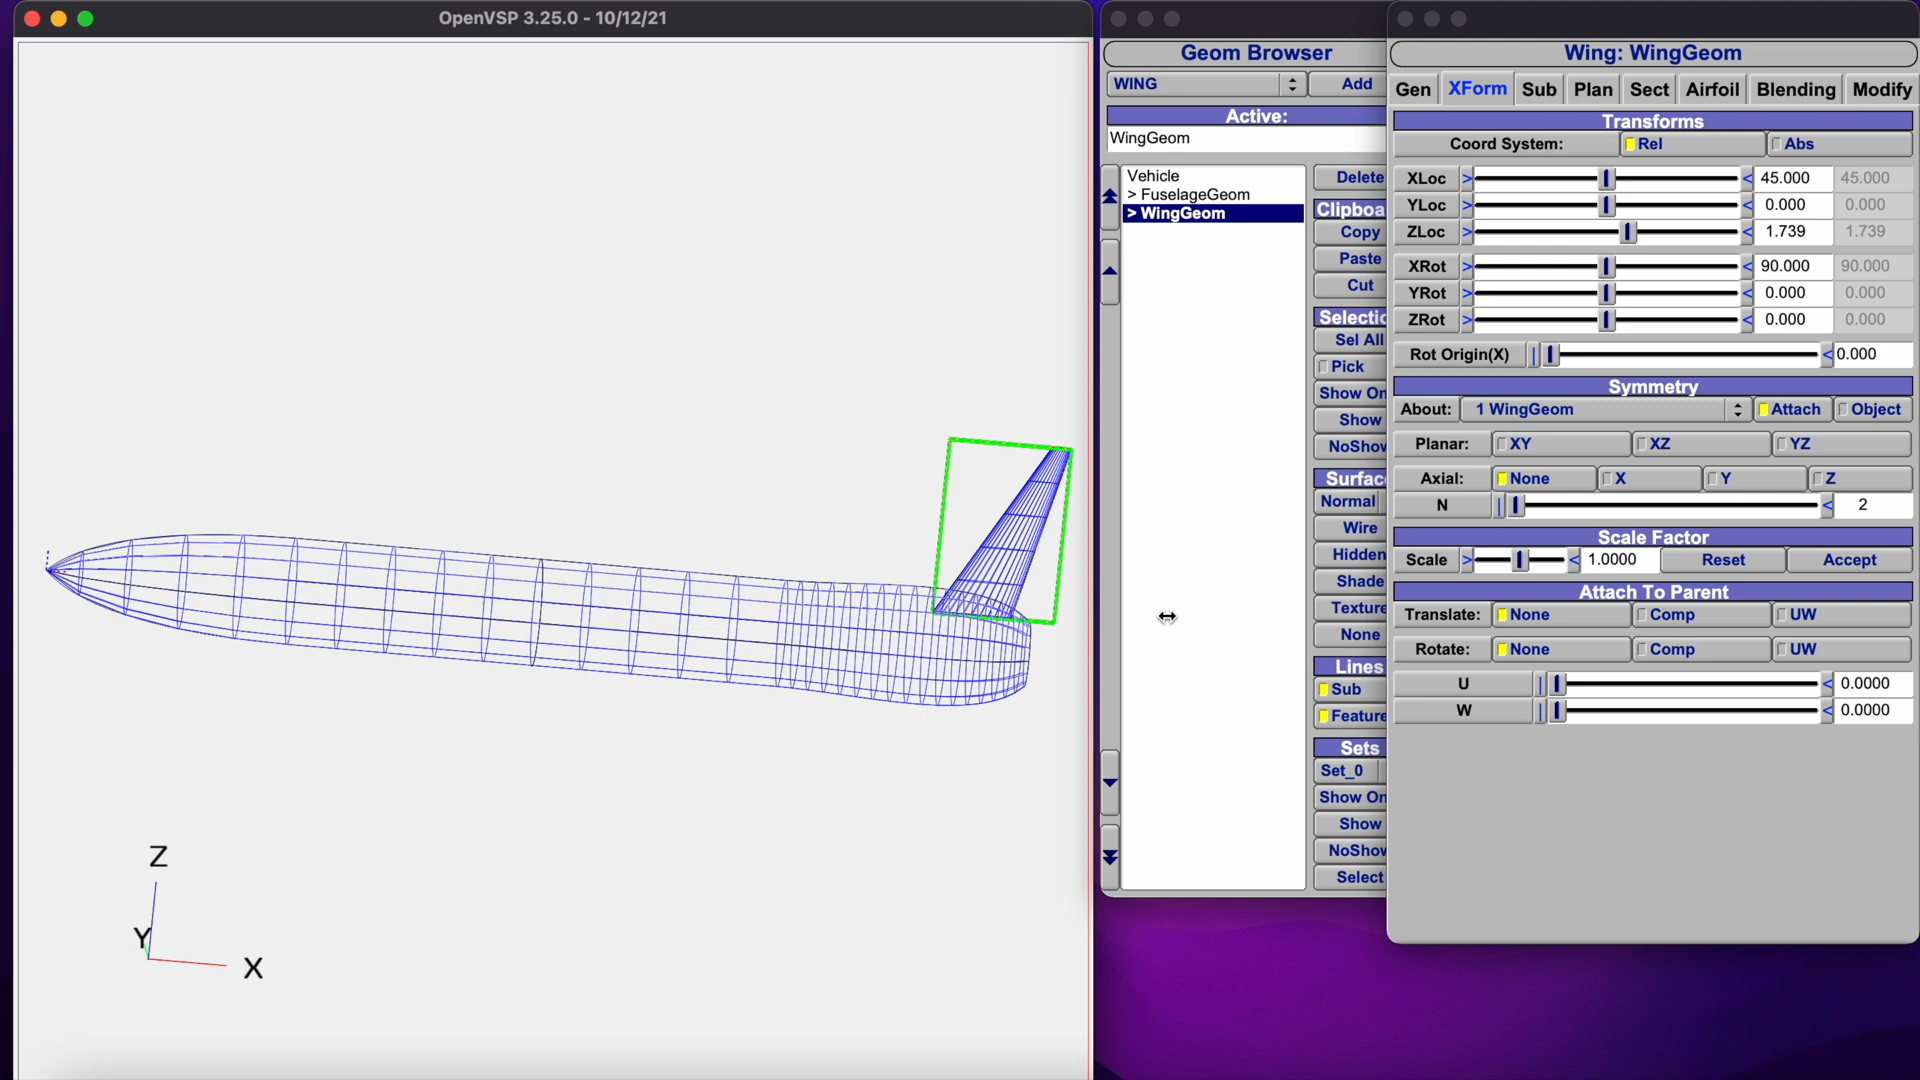 OpenVSP 3.25.0 - 10/12/21
Z
Y
X
Geom Browser
WING Add
Active:
WingGeom
Vehicle
> FuselageGeom
> WingGeom
Delete
Clipboa
Copy
Paste
Cut
Selectio
Sel All
Pick
Show On
Show
NoShow
Surfac
Normal
Wire
Hidden
Shade
Texture
None
Lines
Sub
Feature
Sets
Set_0
Show On
Show
NoShow
Select
Wing: WingGeom
Gen XForm Sub Plan Sect Airfoil Blending Modify
Transforms
Coord System: Rel Abs
XLoc > < 45.000 45.000
YLoc > < 0.000 0.000
ZLoc > < 1.739 1.739
XRot > < 90.000 90.000
YRot > < 0.000 0.000
ZRot > < 0.000 0.000
Rot Origin(X) | < 0.000
Symmetry
About: 1 WingGeom Attach Object
Planar: XY XZ YZ
Axial: None X Y Z
N | < 2
Scale Factor
Scale > < 1.0000 Reset Accept
Attach To Parent
Translate: None Comp UW
Rotate: None Comp UW
U | < 0.0000
W | < 0.0000